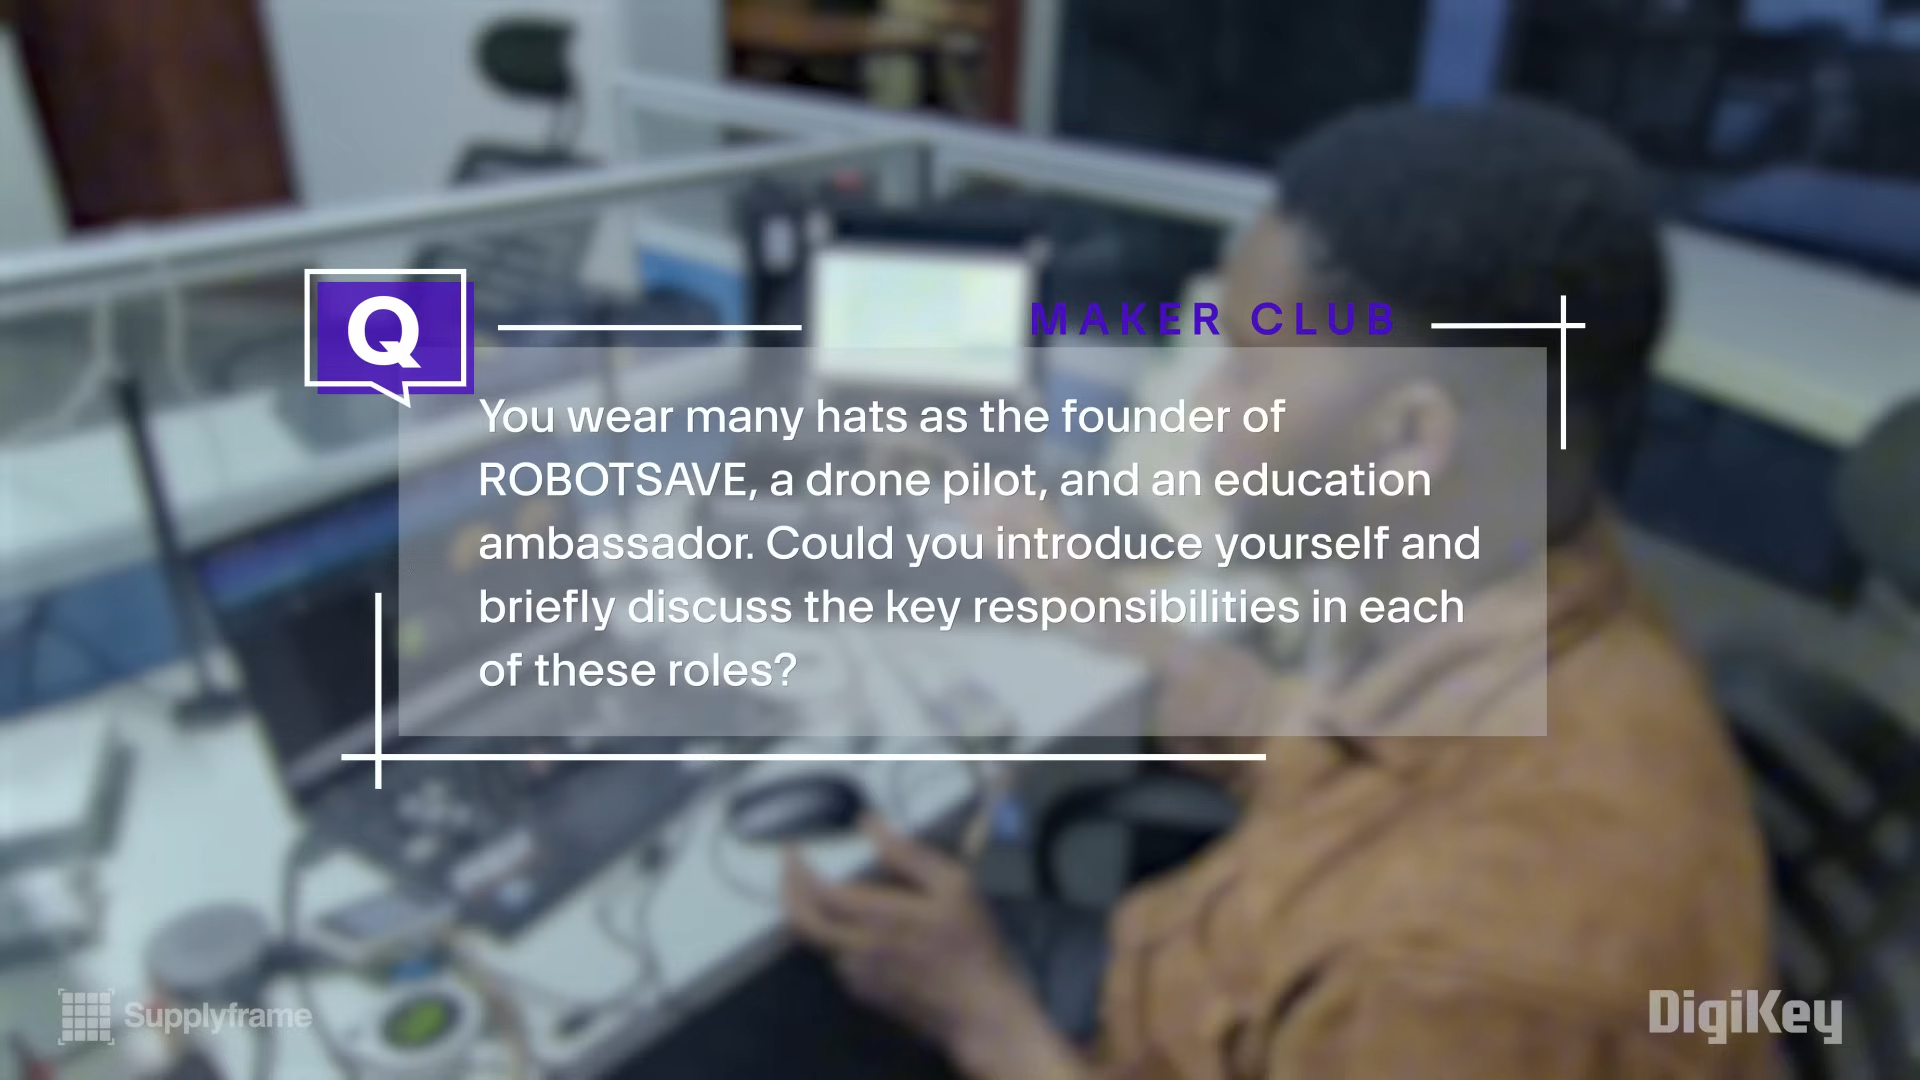 Q
MAKER CLUB
You wear many hats as the founder of
ROBOTSAVE, a drone pilot, and an education
ambassador. Could you introduce yourself and
briefly discuss the key responsibilities in each
of these roles?
Supplyframe
DigiKey